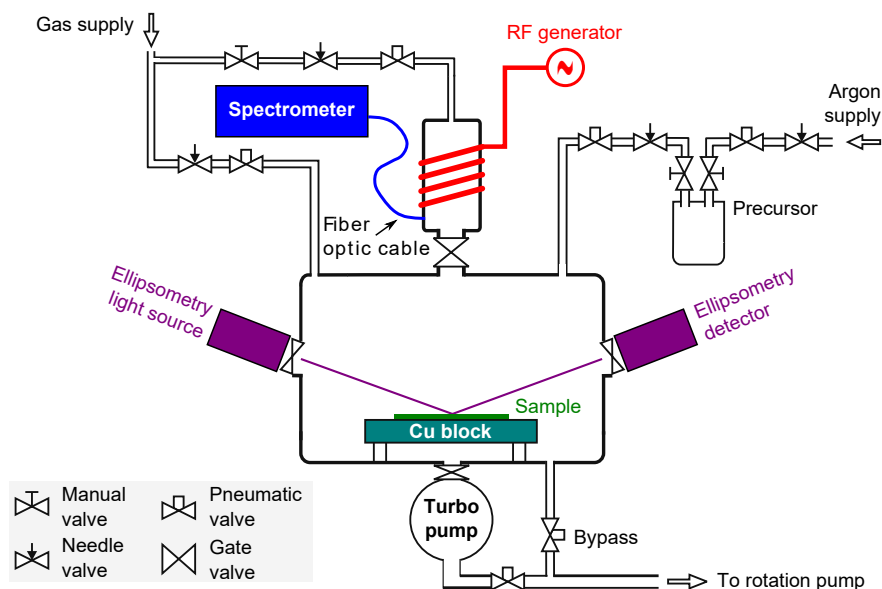 Gas supply
RF generator
Spectrometer
Argon
supply
Fiber
optic cable
Precursor
Ellipsometry
light source
Ellipsometry
detector
Sample
Cu block
Turbo
pump
Bypass
To rotation pump
Manual
valve
Pneumatic
valve
Needle
valve
Gate
valve